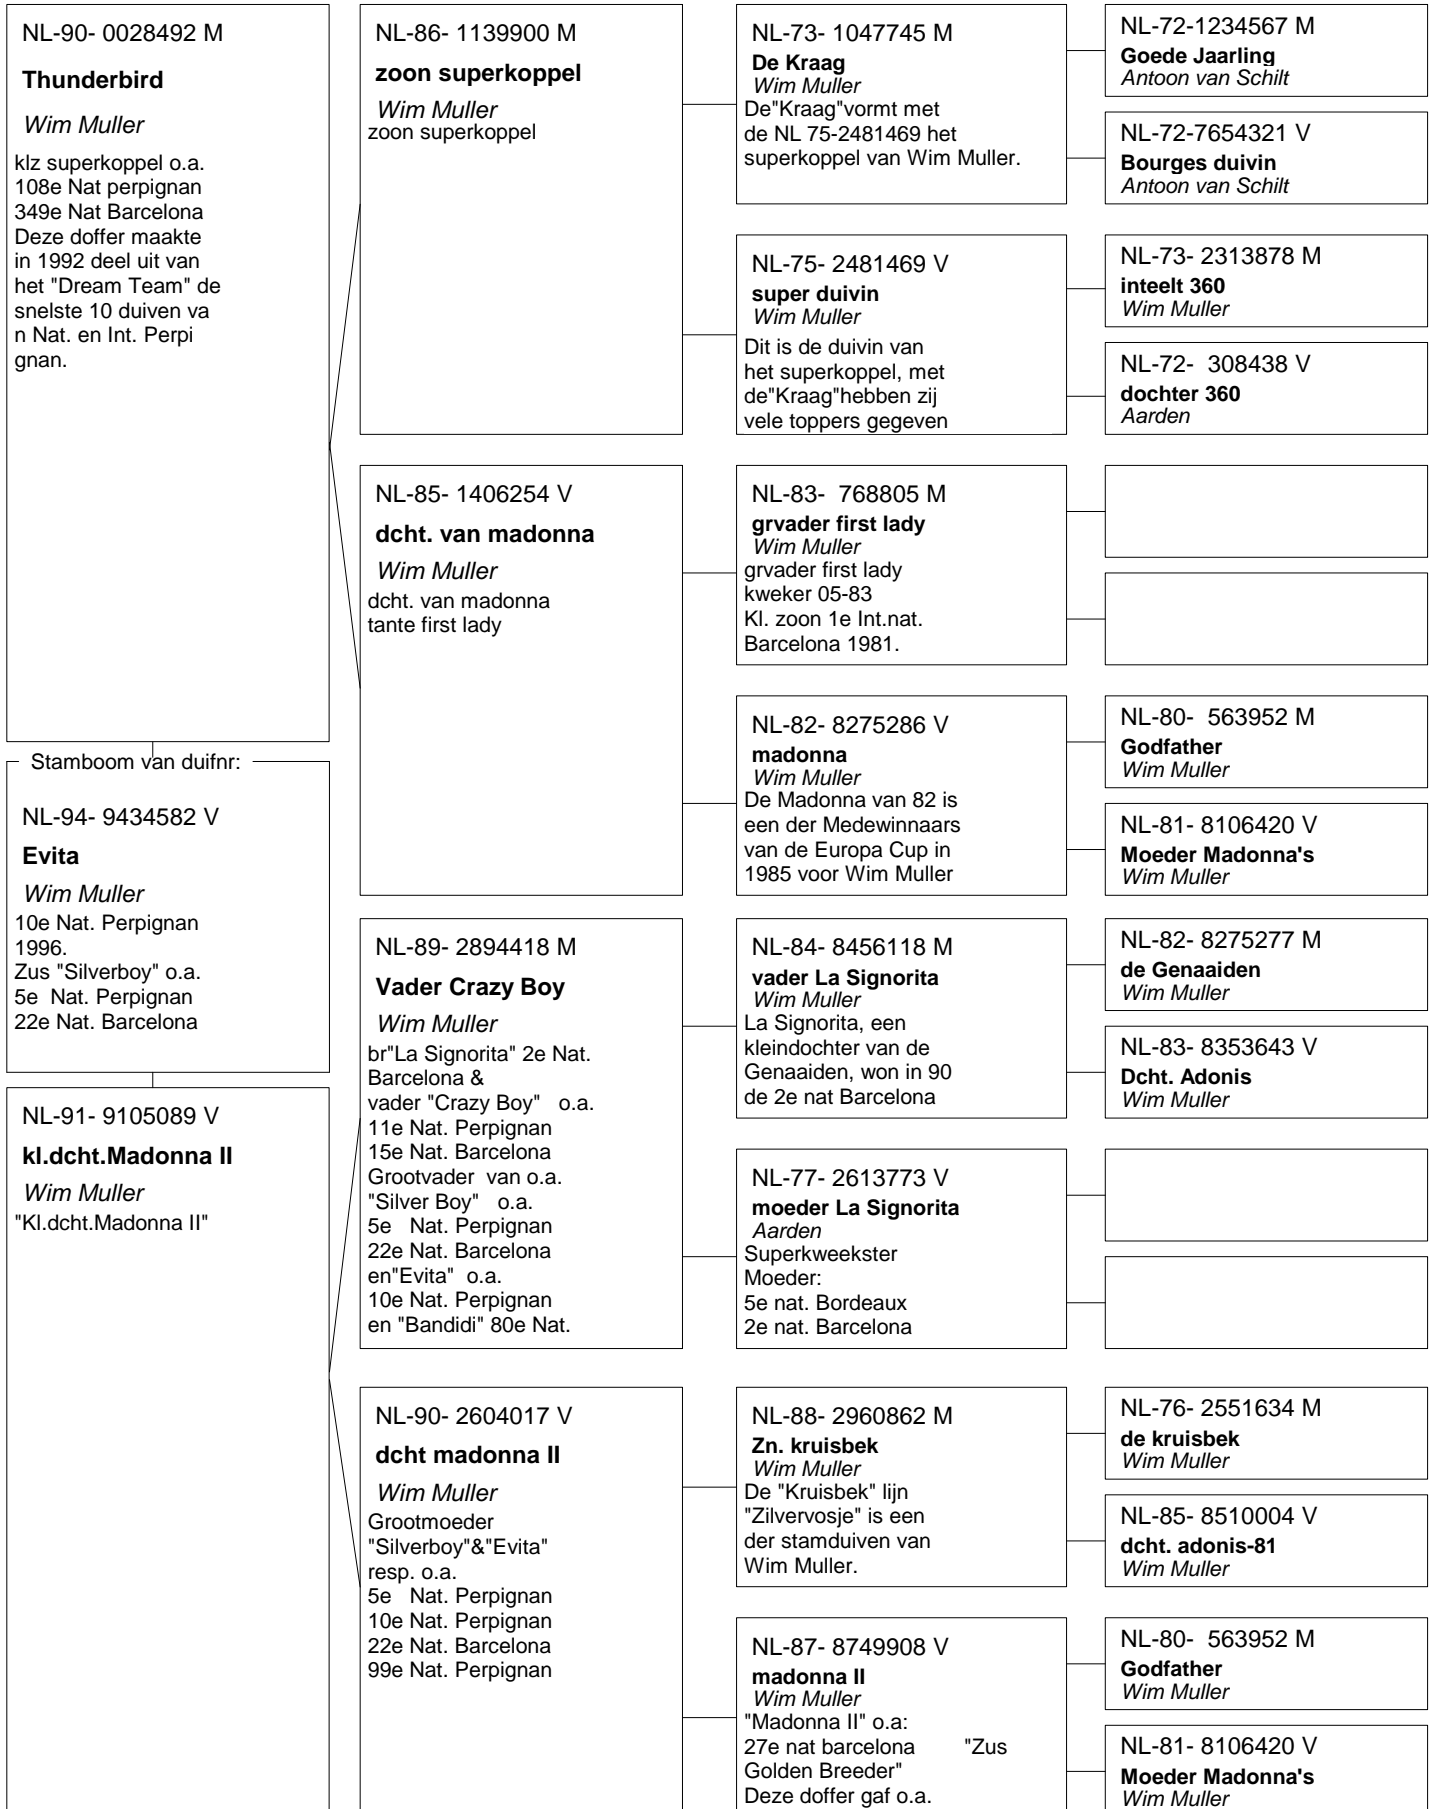 NL-90- 0028492 M
Thunderbird
Wim Muller
klz superkoppel o.a.
108e Nat perpignan
349e Nat Barcelona
Deze doffer maakte
in 1992 deel uit van
het "Dream Team" de
snelste 10 duiven va
n Nat. en Int. Perpi
gnan.
Stamboom van duifnr:
NL-94- 9434582 V
Evita
Wim Muller
10e Nat. Perpignan
1996.
Zus "Silverboy" o.a.
5e  Nat. Perpignan
22e Nat. Barcelona
NL-91- 9105089 V
kl.dcht.Madonna II
Wim Muller
"Kl.dcht.Madonna II"
NL-86- 1139900 M
zoon superkoppel
Wim Muller
zoon superkoppel
NL-85- 1406254 V
dcht. van madonna
Wim Muller
dcht. van madonna
tante first lady
NL-89- 2894418 M
Vader Crazy Boy
Wim Muller
br"La Signorita" 2e Nat.
Barcelona &
vader "Crazy Boy"   o.a.
11e Nat. Perpignan
15e Nat. Barcelona
Grootvader  van o.a.
"Silver Boy"   o.a.
5e   Nat. Perpignan
22e Nat. Barcelona
en"Evita"  o.a.
10e Nat. Perpignan
en "Bandidi" 80e Nat.
NL-90- 2604017 V
dcht madonna II
Wim Muller
Grootmoeder
"Silverboy"&"Evita"
resp. o.a.
5e   Nat. Perpignan
10e Nat. Perpignan
22e Nat. Barcelona
99e Nat. Perpignan
NL-73- 1047745 M
De Kraag
Wim Muller
De"Kraag"vormt met
de NL 75-2481469 het
superkoppel van Wim Muller.
NL-75- 2481469 V
super duivin
Wim Muller
Dit is de duivin van
het superkoppel, met
de"Kraag"hebben zij
vele toppers gegeven
NL-83-  768805 M
grvader first lady
Wim Muller
grvader first lady
kweker 05-83
Kl. zoon 1e Int.nat.
Barcelona 1981.
NL-82- 8275286 V
madonna
Wim Muller
De Madonna van 82 is
een der Medewinnaars
van de Europa Cup in
1985 voor Wim Muller
NL-84- 8456118 M
vader La Signorita
Wim Muller
La Signorita, een
kleindochter van de
Genaaiden, won in 90
de 2e nat Barcelona
NL-77- 2613773 V
moeder La Signorita
Aarden
Superkweekster
Moeder:
5e nat. Bordeaux
2e nat. Barcelona
NL-88- 2960862 M
Zn. kruisbek
Wim Muller
De "Kruisbek" lijn
"Zilvervosje" is een
der stamduiven van
Wim Muller.
NL-87- 8749908 V
madonna II
Wim Muller
"Madonna II" o.a:
27e nat barcelona        "Zus
Golden Breeder"
Deze doffer gaf o.a.
NL-72-1234567 M
Goede Jaarling
Antoon van Schilt
NL-72-7654321 V
Bourges duivin
Antoon van Schilt
NL-73- 2313878 M
inteelt 360
Wim Muller
NL-72-  308438 V
dochter 360
Aarden
NL-80-  563952 M
Godfather
Wim Muller
NL-81- 8106420 V
Moeder Madonna's
Wim Muller
NL-82- 8275277 M
de Genaaiden
Wim Muller
NL-83- 8353643 V
Dcht. Adonis
Wim Muller
NL-76- 2551634 M
de kruisbek
Wim Muller
NL-85- 8510004 V
dcht. adonis-81
Wim Muller
NL-80-  563952 M
Godfather
Wim Muller
NL-81- 8106420 V
Moeder Madonna's
Wim Muller